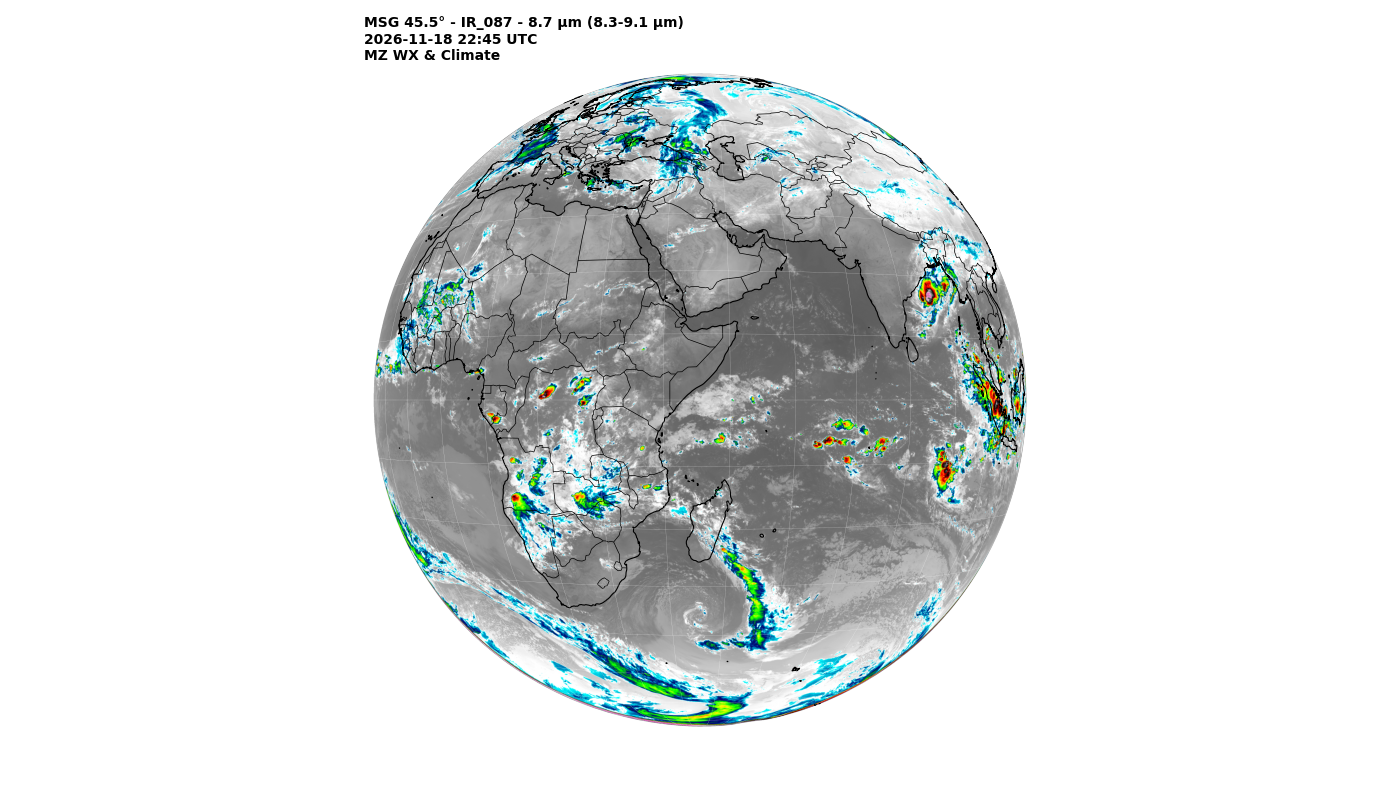 MSG 45.5° - IR_087 - 8.7 µm (8.3-9.1 µm)
2026-11-18 22:45 UTC
MZ WX & Climate